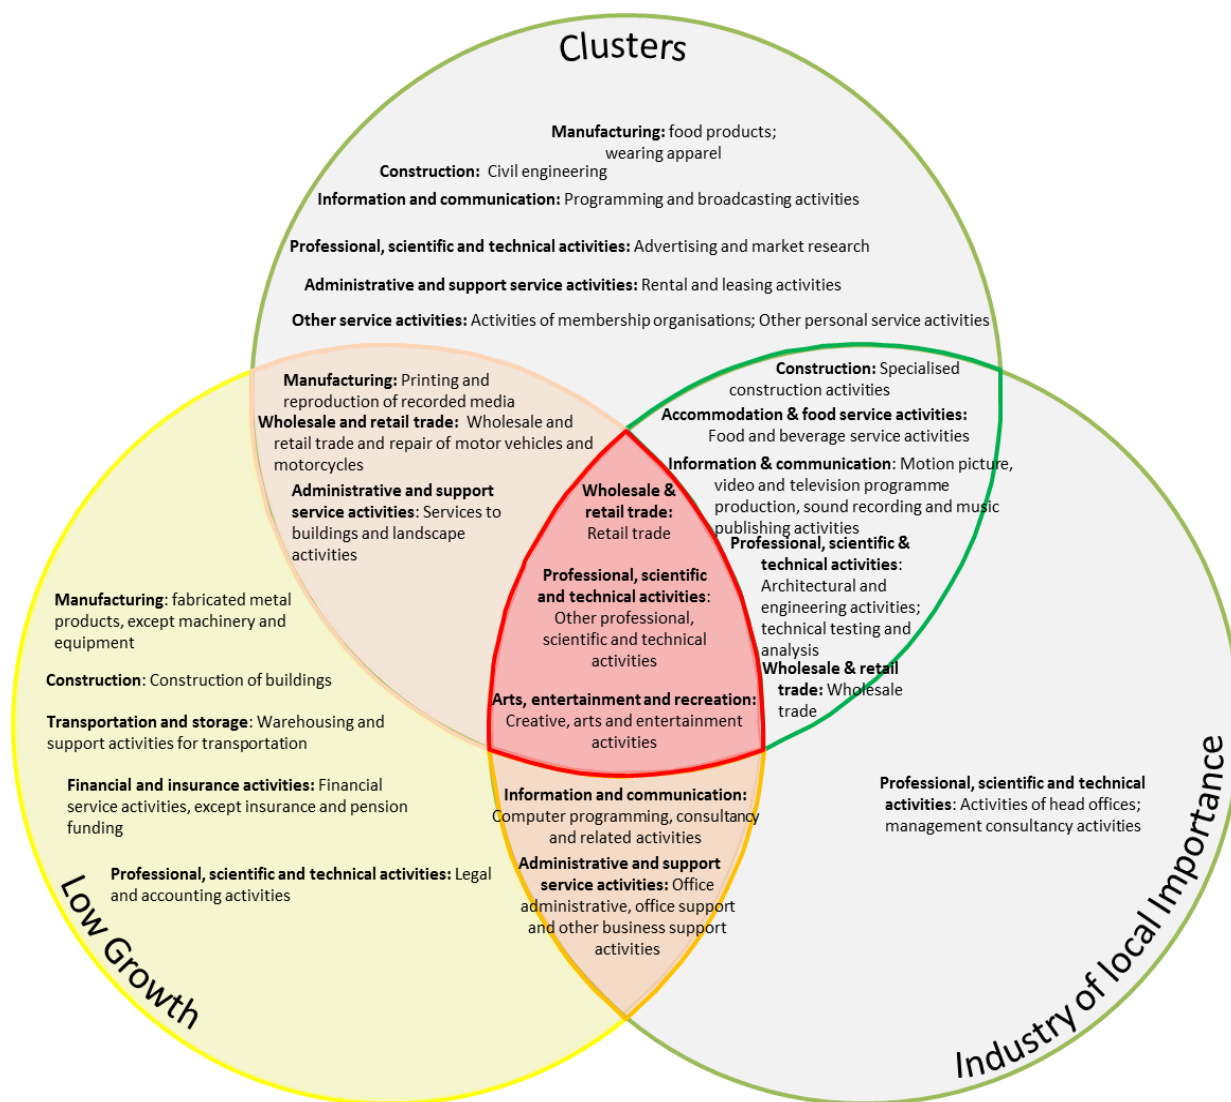 Clusters
Manufacturing: food products;
wearing apparel
Construction: Civil engineering
Information and communication: Programming and broadcasting activities
Professional, scientific and technical activities: Advertising and market research
Administrative and support service activities: Rental and leasing activities
Other service activities: Activities of membership organisations; Other personal service activities
Manufacturing: Printing and
reproduction of recorded media
Wholesale and retail trade: Wholesale and
retail trade and repair of motor vehicles and
motorcycles
Administrative and support
service activities: Services to
buildings and landscape
activities
Construction: Specialised
construction activities
Accommodation & food service activities:
Food and beverage service activities
Information & communication: Motion picture,
video and television programme
production, sound recording and music
publishing activities
Professional, scientific &
technical activities:
Architectural and
engineering activities;
technical testing and
analysis
Wholesale & retail
trade: Wholesale
trade
Wholesale &
retail trade:
Retail trade
Professional, scientific
and technical activities:
Other professional,
scientific and technical
activities
Arts, entertainment and recreation:
Creative, arts and entertainment
activities
Manufacturing: fabricated metal
products, except machinery and
equipment
Construction: Construction of buildings
Transportation and storage: Warehousing and
support activities for transportation
Financial and insurance activities: Financial
service activities, except insurance and pension
funding
Professional, scientific and technical activities: Legal
and accounting activities
Low Growth
Information and communication:
Computer programming, consultancy
and related activities
Administrative and support
service activities: Office
administrative, office support
and other business support
activities
Professional, scientific and technical
activities: Activities of head offices;
management consultancy activities
Industry of local Importance